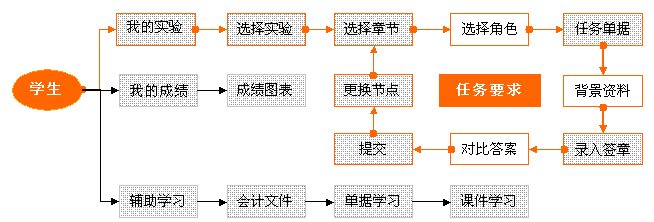 我的实验
选择实验
选择章节
选择角色
任务单据
学生
我的成绩
成绩图表
更换节点
任务要求
背景资料
提交
对比答案
录入签章
辅助学习
会计文件
单据学习
课件学习